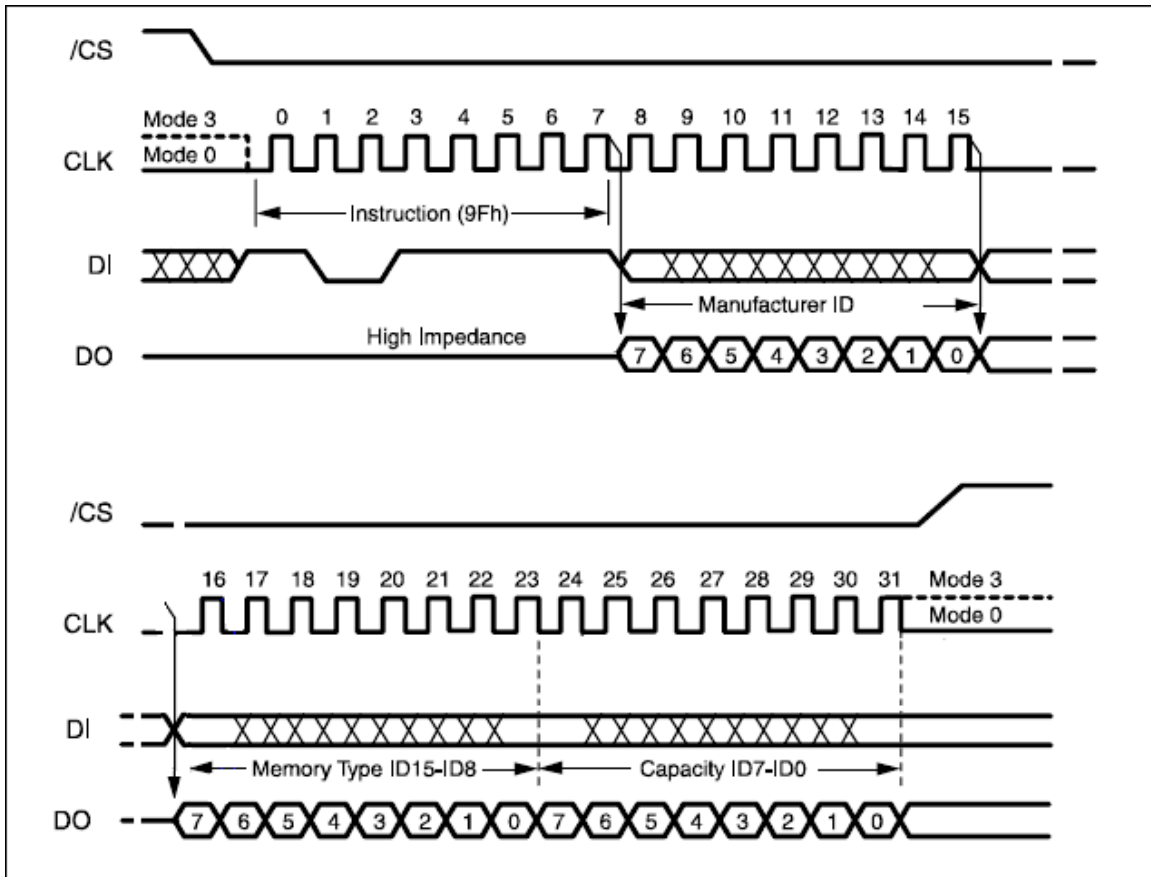 /CS
Mode 3
0 1 2 3 4 5 6 7 8 9 10 11 12 13 14 15
CLK
Mode 0
Instruction (9Fh)
DI
Manufacturer ID
High Impedance
DO
7 6 5 4 3 2 1 0
/CS
16 17 18 19 20 21 22 23 24 25 26 27 28 29 30 31
Mode 3
CLK
Mode 0
DI
Memory Type ID15-ID8
Capacity ID7-ID0
DO
7 6 5 4 3 2 1 0 7 6 5 4 3 2 1 0